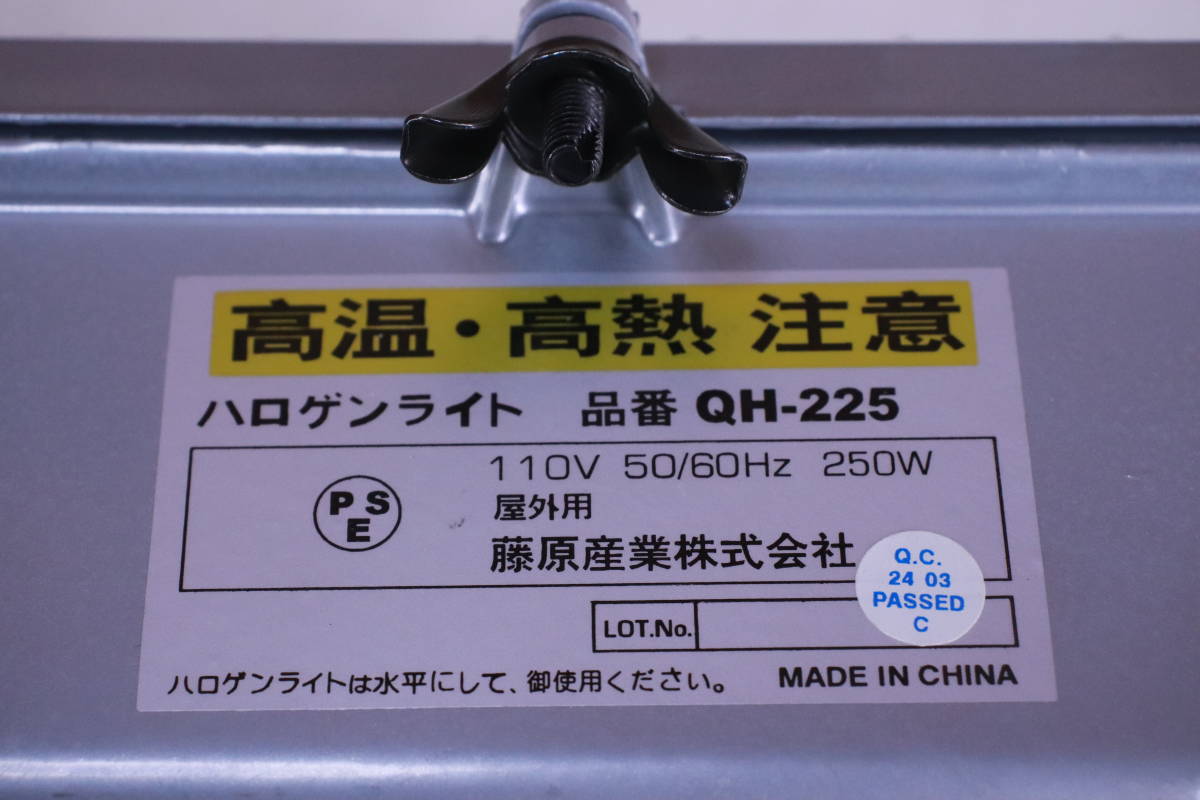 高温・高熱 注意
ハロゲンライト 品番 QH-225
110V 50/60Hz 250W
PS
E
屋外用
藤原産業株式会社
Q.C.
24 03
PASSED
C
LOT.No.
ハロゲンライトは水平にして、御使用ください。
MADE IN CHINA